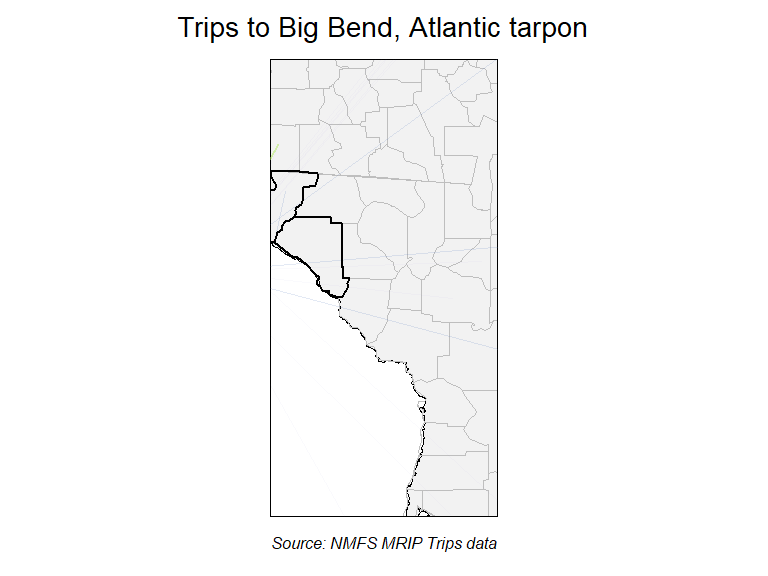 Trips to Big Bend, Atlantic tarpon
Source: NMFS MRIP Trips data